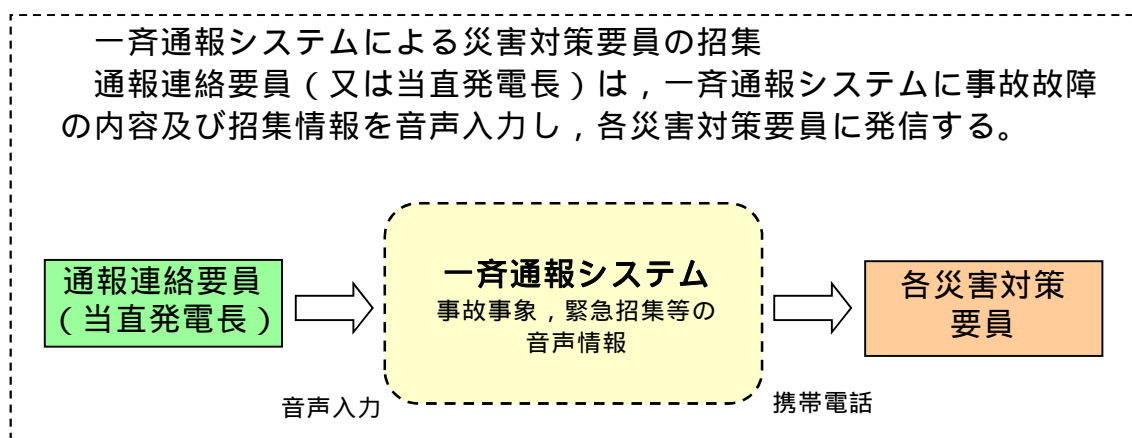 一斉通報システムによる災害対策要員の招集
通報連絡要員（又は当直発電長）は，一斉通報システムに事故故障
の内容及び招集情報を音声入力し，各災害対策要員に発信する。
通報連絡要員
（当直発電長）
一斉通報システム
事故事象，緊急招集等の
音声情報
各災害対策
要員
音声入力
携帯電話